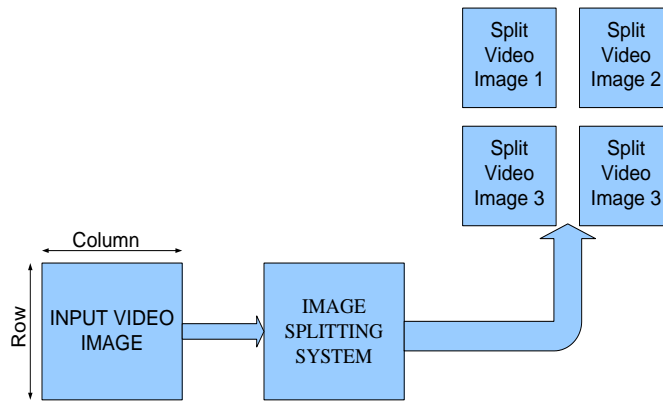 Split
Video
Image 1
Split
Video
Image 2
Split
Video
Image 3
Split
Video
Image 3
Column
Row
INPUT VIDEO
IMAGE
IMAGE
SPLITTING
SYSTEM